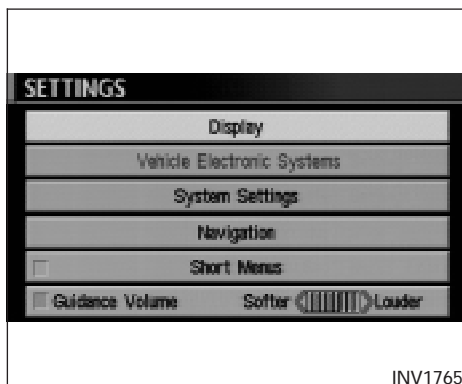 SETTINGS
Display
Vehicle Electronic Systems
System Settings
Navigation
Short Menus
Guidance Volume Softer Louder
INV1765